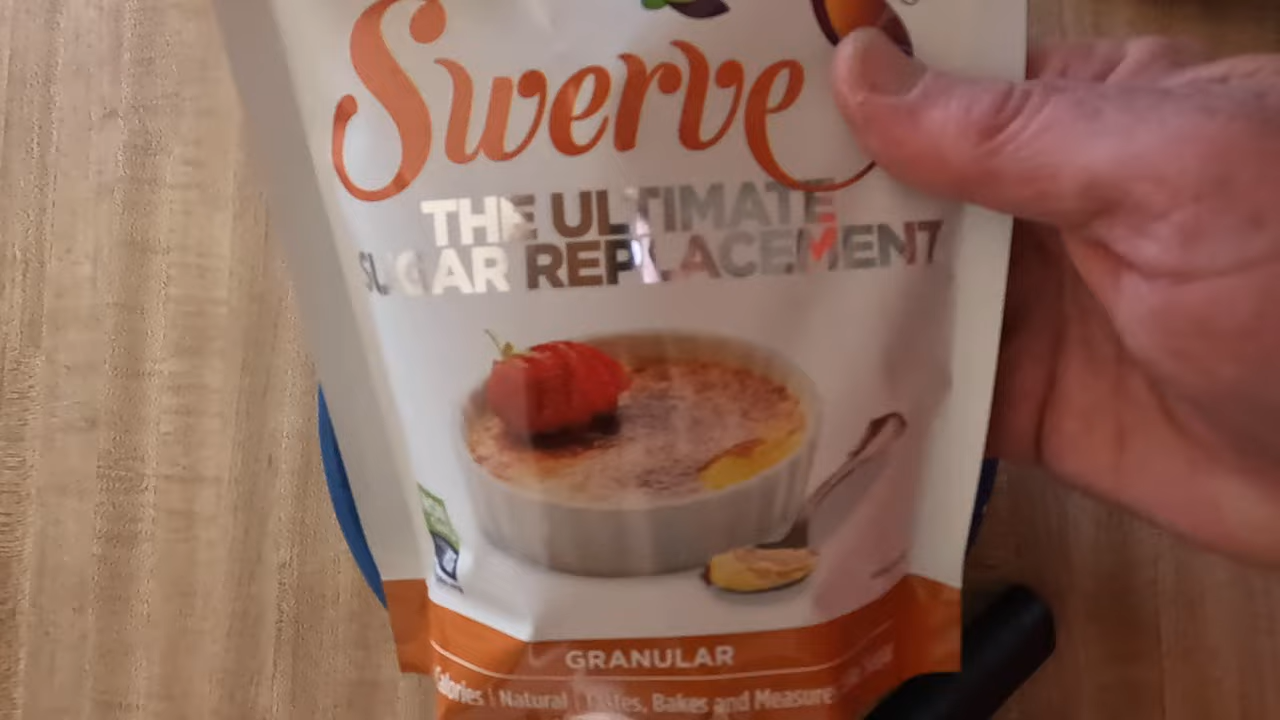 Swerve
THE ULTIMATE
SUGAR REPLACEMENT
GRANULAR
Calories | Natural | Tastes, Bakes and Measures